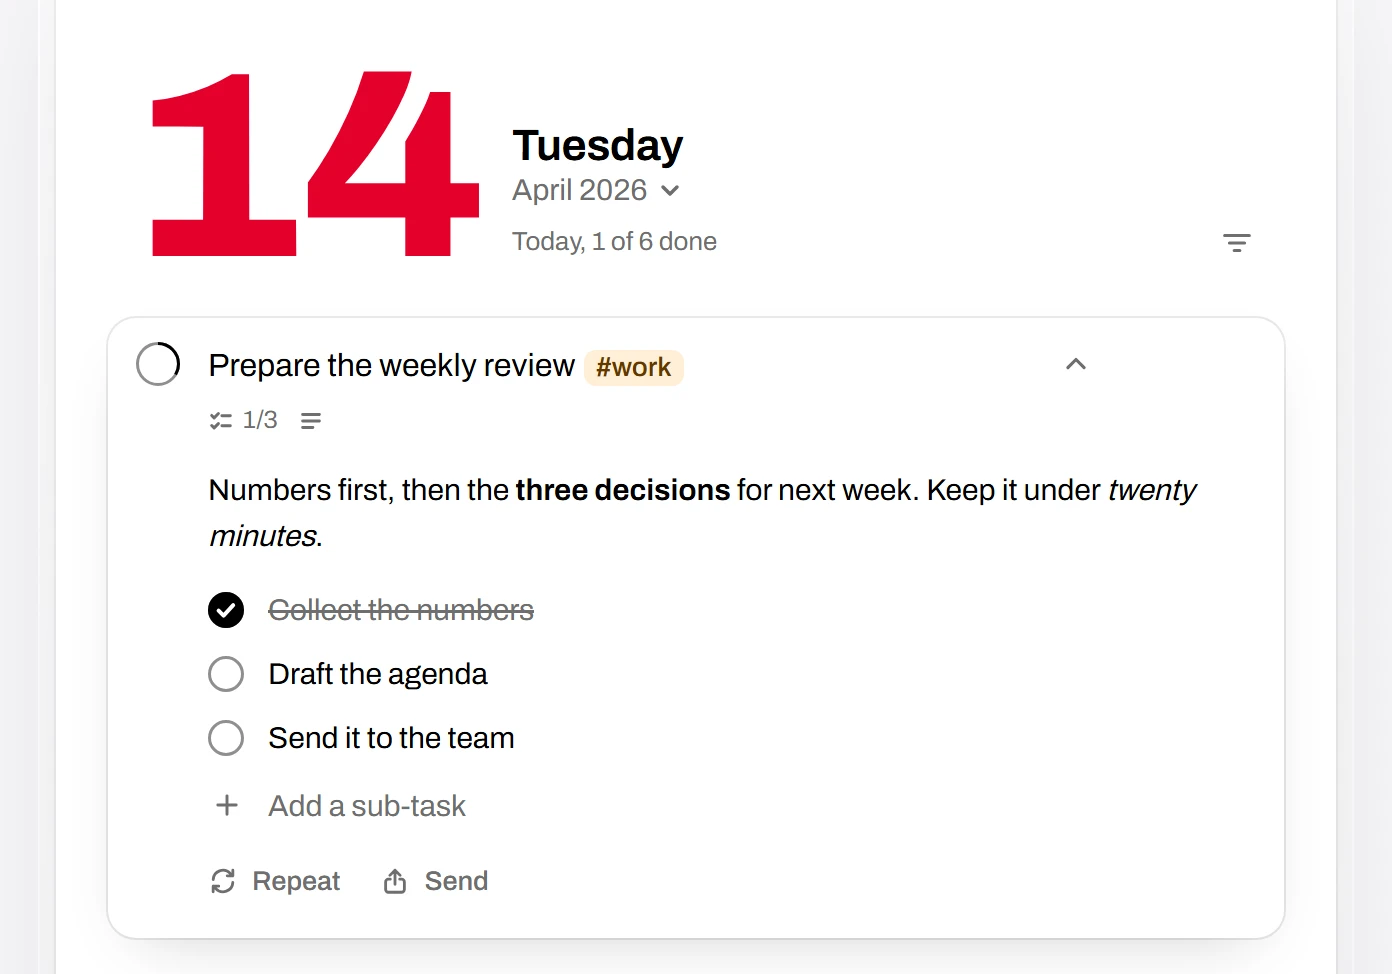 14
Tuesday
April 2026
Today, 1 of 6 done
Prepare the weekly review #work
1/3
Numbers first, then the three decisions for next week. Keep it under twenty
minutes.
Collect the numbers
Draft the agenda
Send it to the team
Add a sub-task
Repeat Send